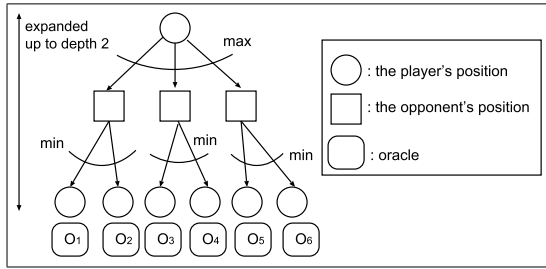 expanded
up to depth 2
max
: the player's position
: the opponent's position
min
min
min
: oracle
O1
O2
O3
O4
O5
O6